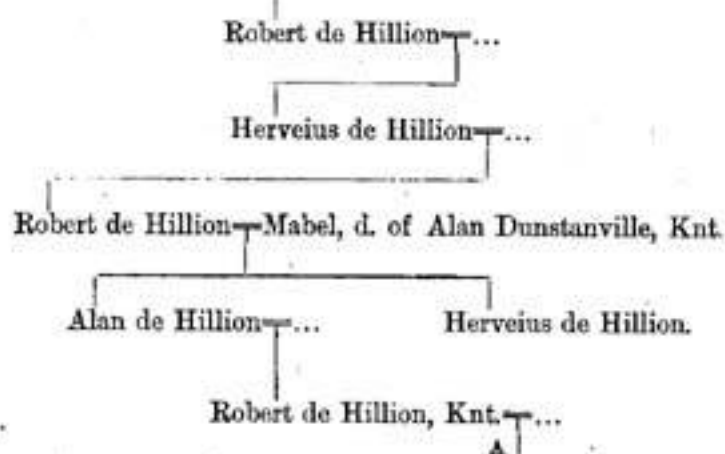 Robert de Hillion...
Herveius de Hillion...
Robert de Hillion Mabel, d. of Alan Dunstanville, Knt.
Alan de Hillion... Herveius de Hillion.
Robert de Hillion, Knt. ...
A